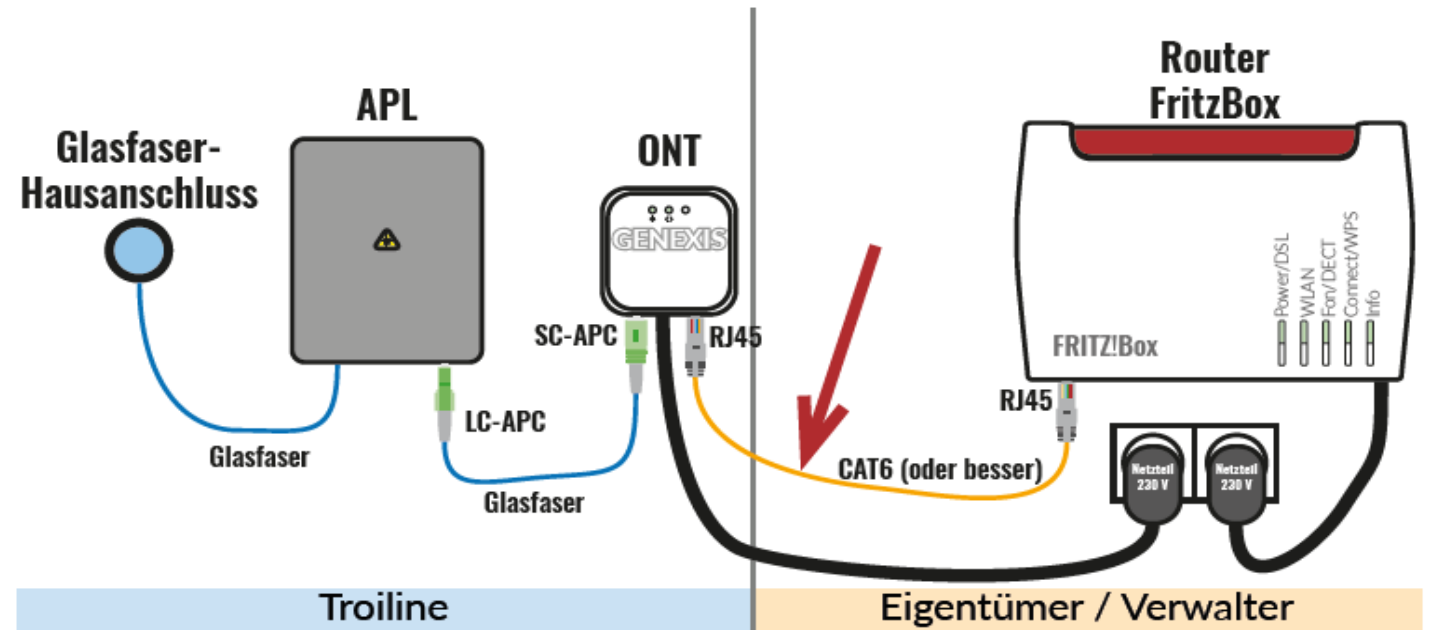 Glasfaser-
Hausanschluss
APL
ONT
Router
FritzBox
GENEXIS
SC-APC
RJ45
LC-APC
Glasfaser
Glasfaser
FRITZ!Box
Power/DSL
WLAN
Fon/DECT
Connect/WPS
Info
RJ45
CAT6 (oder besser)
Netzteil
230 V
Netzteil
230 V
Troiline
Eigentümer / Verwalter